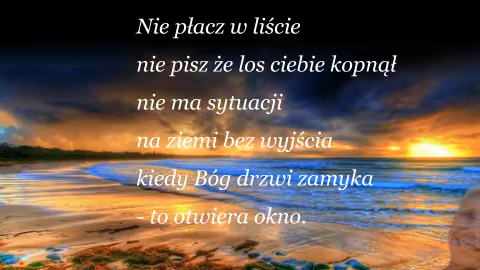 Nie płacz w liście
nie pisz że los ciebie kopnął
nie ma sytuacji
na ziemi bez wyjścia
kiedy Bóg drzwi zamyka
- to otwiera okno.